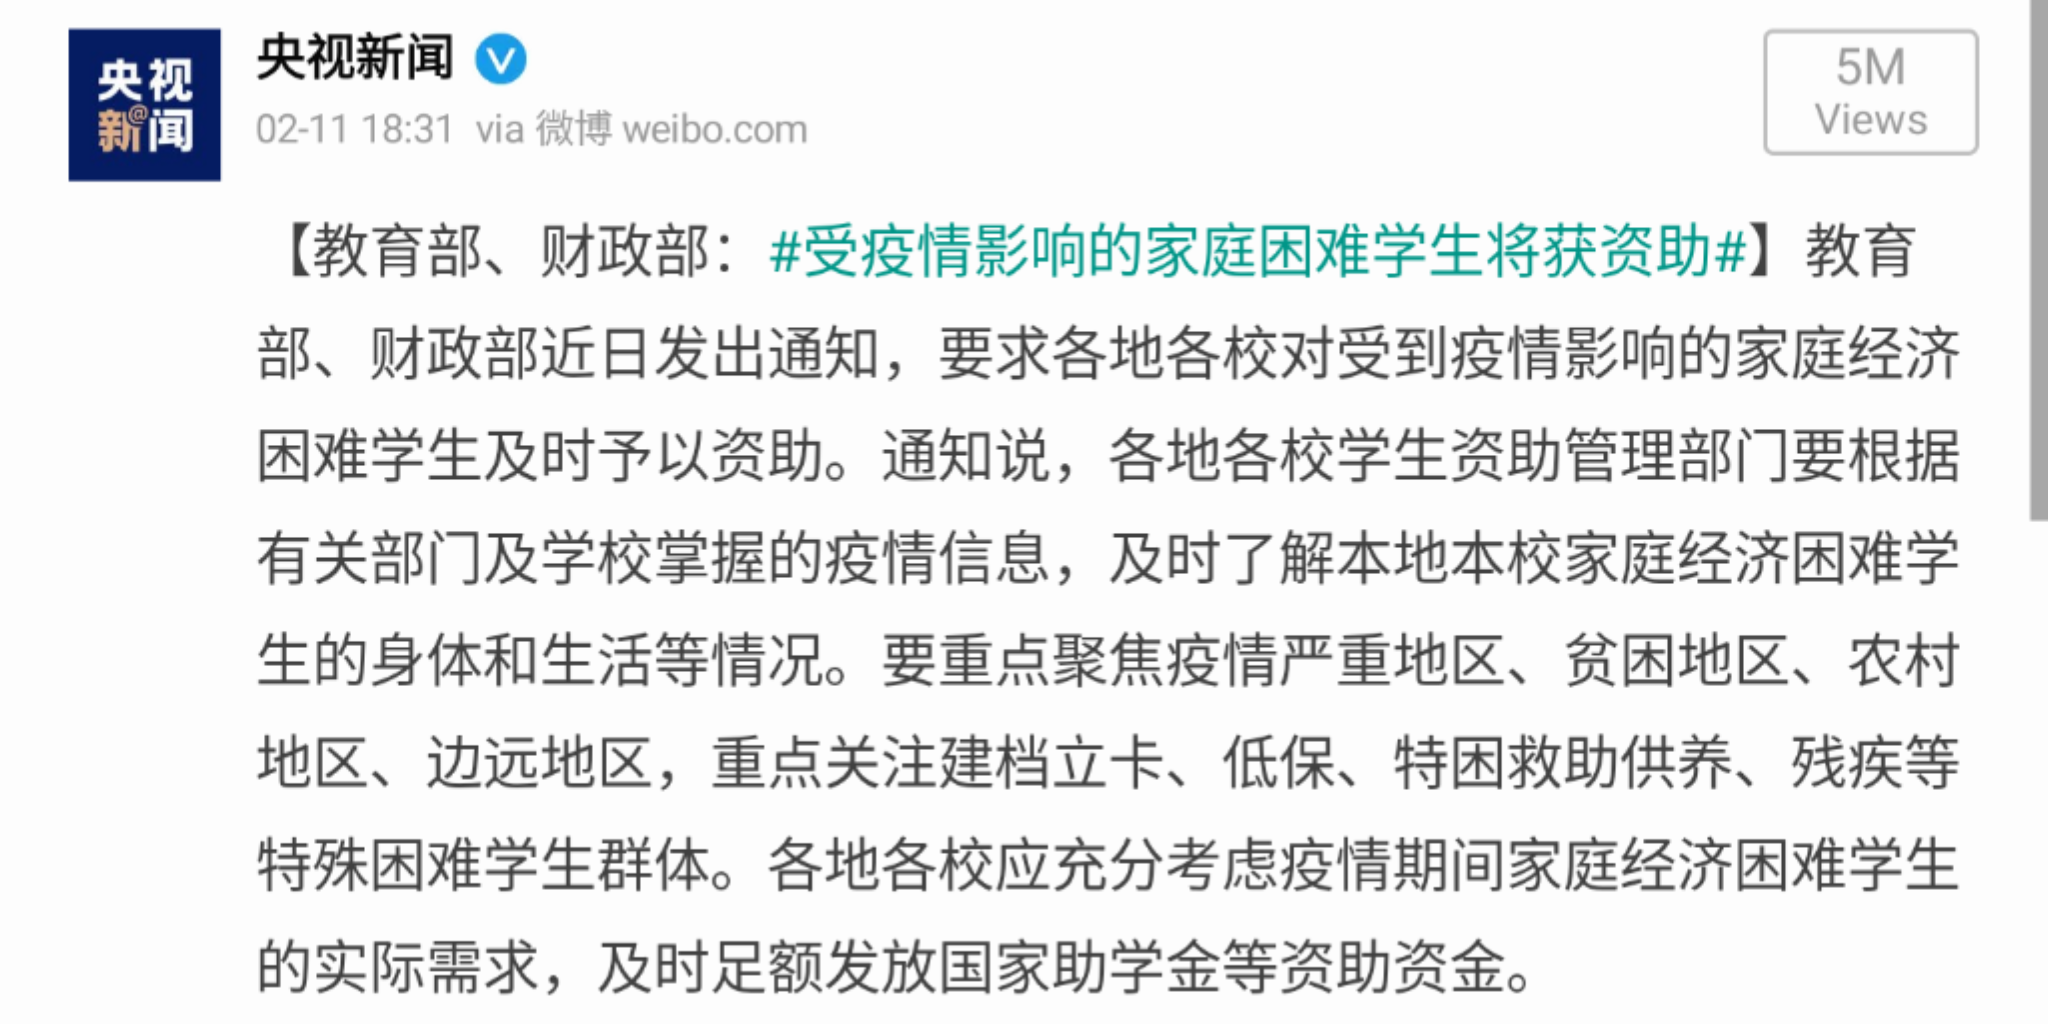 央视
新@闻
央视新闻
02-11 18:31 via 微博 weibo.com
5M
Views
【教育部、财政部：#受疫情影响的家庭困难学生将获资助#】教育
部、财政部近日发出通知，要求各地各校对受到疫情影响的家庭经济
困难学生及时予以资助。通知说，各地各校学生资助管理部门要根据
有关部门及学校掌握的疫情信息，及时了解本地本校家庭经济困难学
生的身体和生活等情况。要重点聚焦疫情严重地区、贫困地区、农村
地区、边远地区，重点关注建档立卡、低保、特困救助供养、残疾等
特殊困难学生群体。各地各校应充分考虑疫情期间家庭经济困难学生
的实际需求，及时足额发放国家助学金等资助资金。